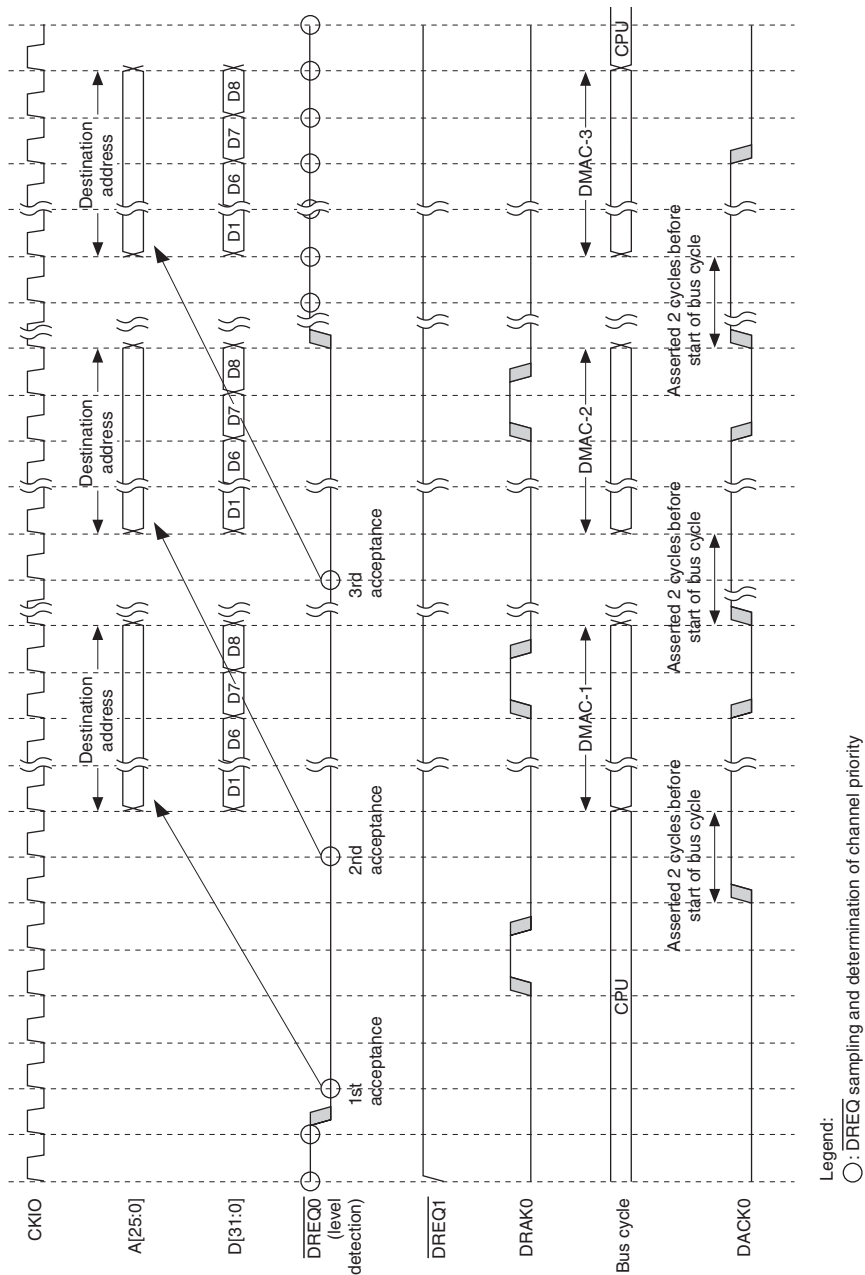 CKIO
A[25:0]
Destination
address
Destination
address
Destination
address
D[31:0]
D1 D6 D7 D8 D1 D6 D7 D8 D1 D6 D7 D8
DREQ0
(level
detection)
1st
acceptance
2nd
acceptance
3rd
acceptance
DREQ1
DRAK0
Bus cycle
CPU DMAC-1 DMAC-2 DMAC-3 CPU
DACK0
Asserted 2 cycles before
start of bus cycle
Asserted 2 cycles before
start of bus cycle
Asserted 2 cycles before
start of bus cycle
Legend:
: DREQ sampling and determination of channel priority